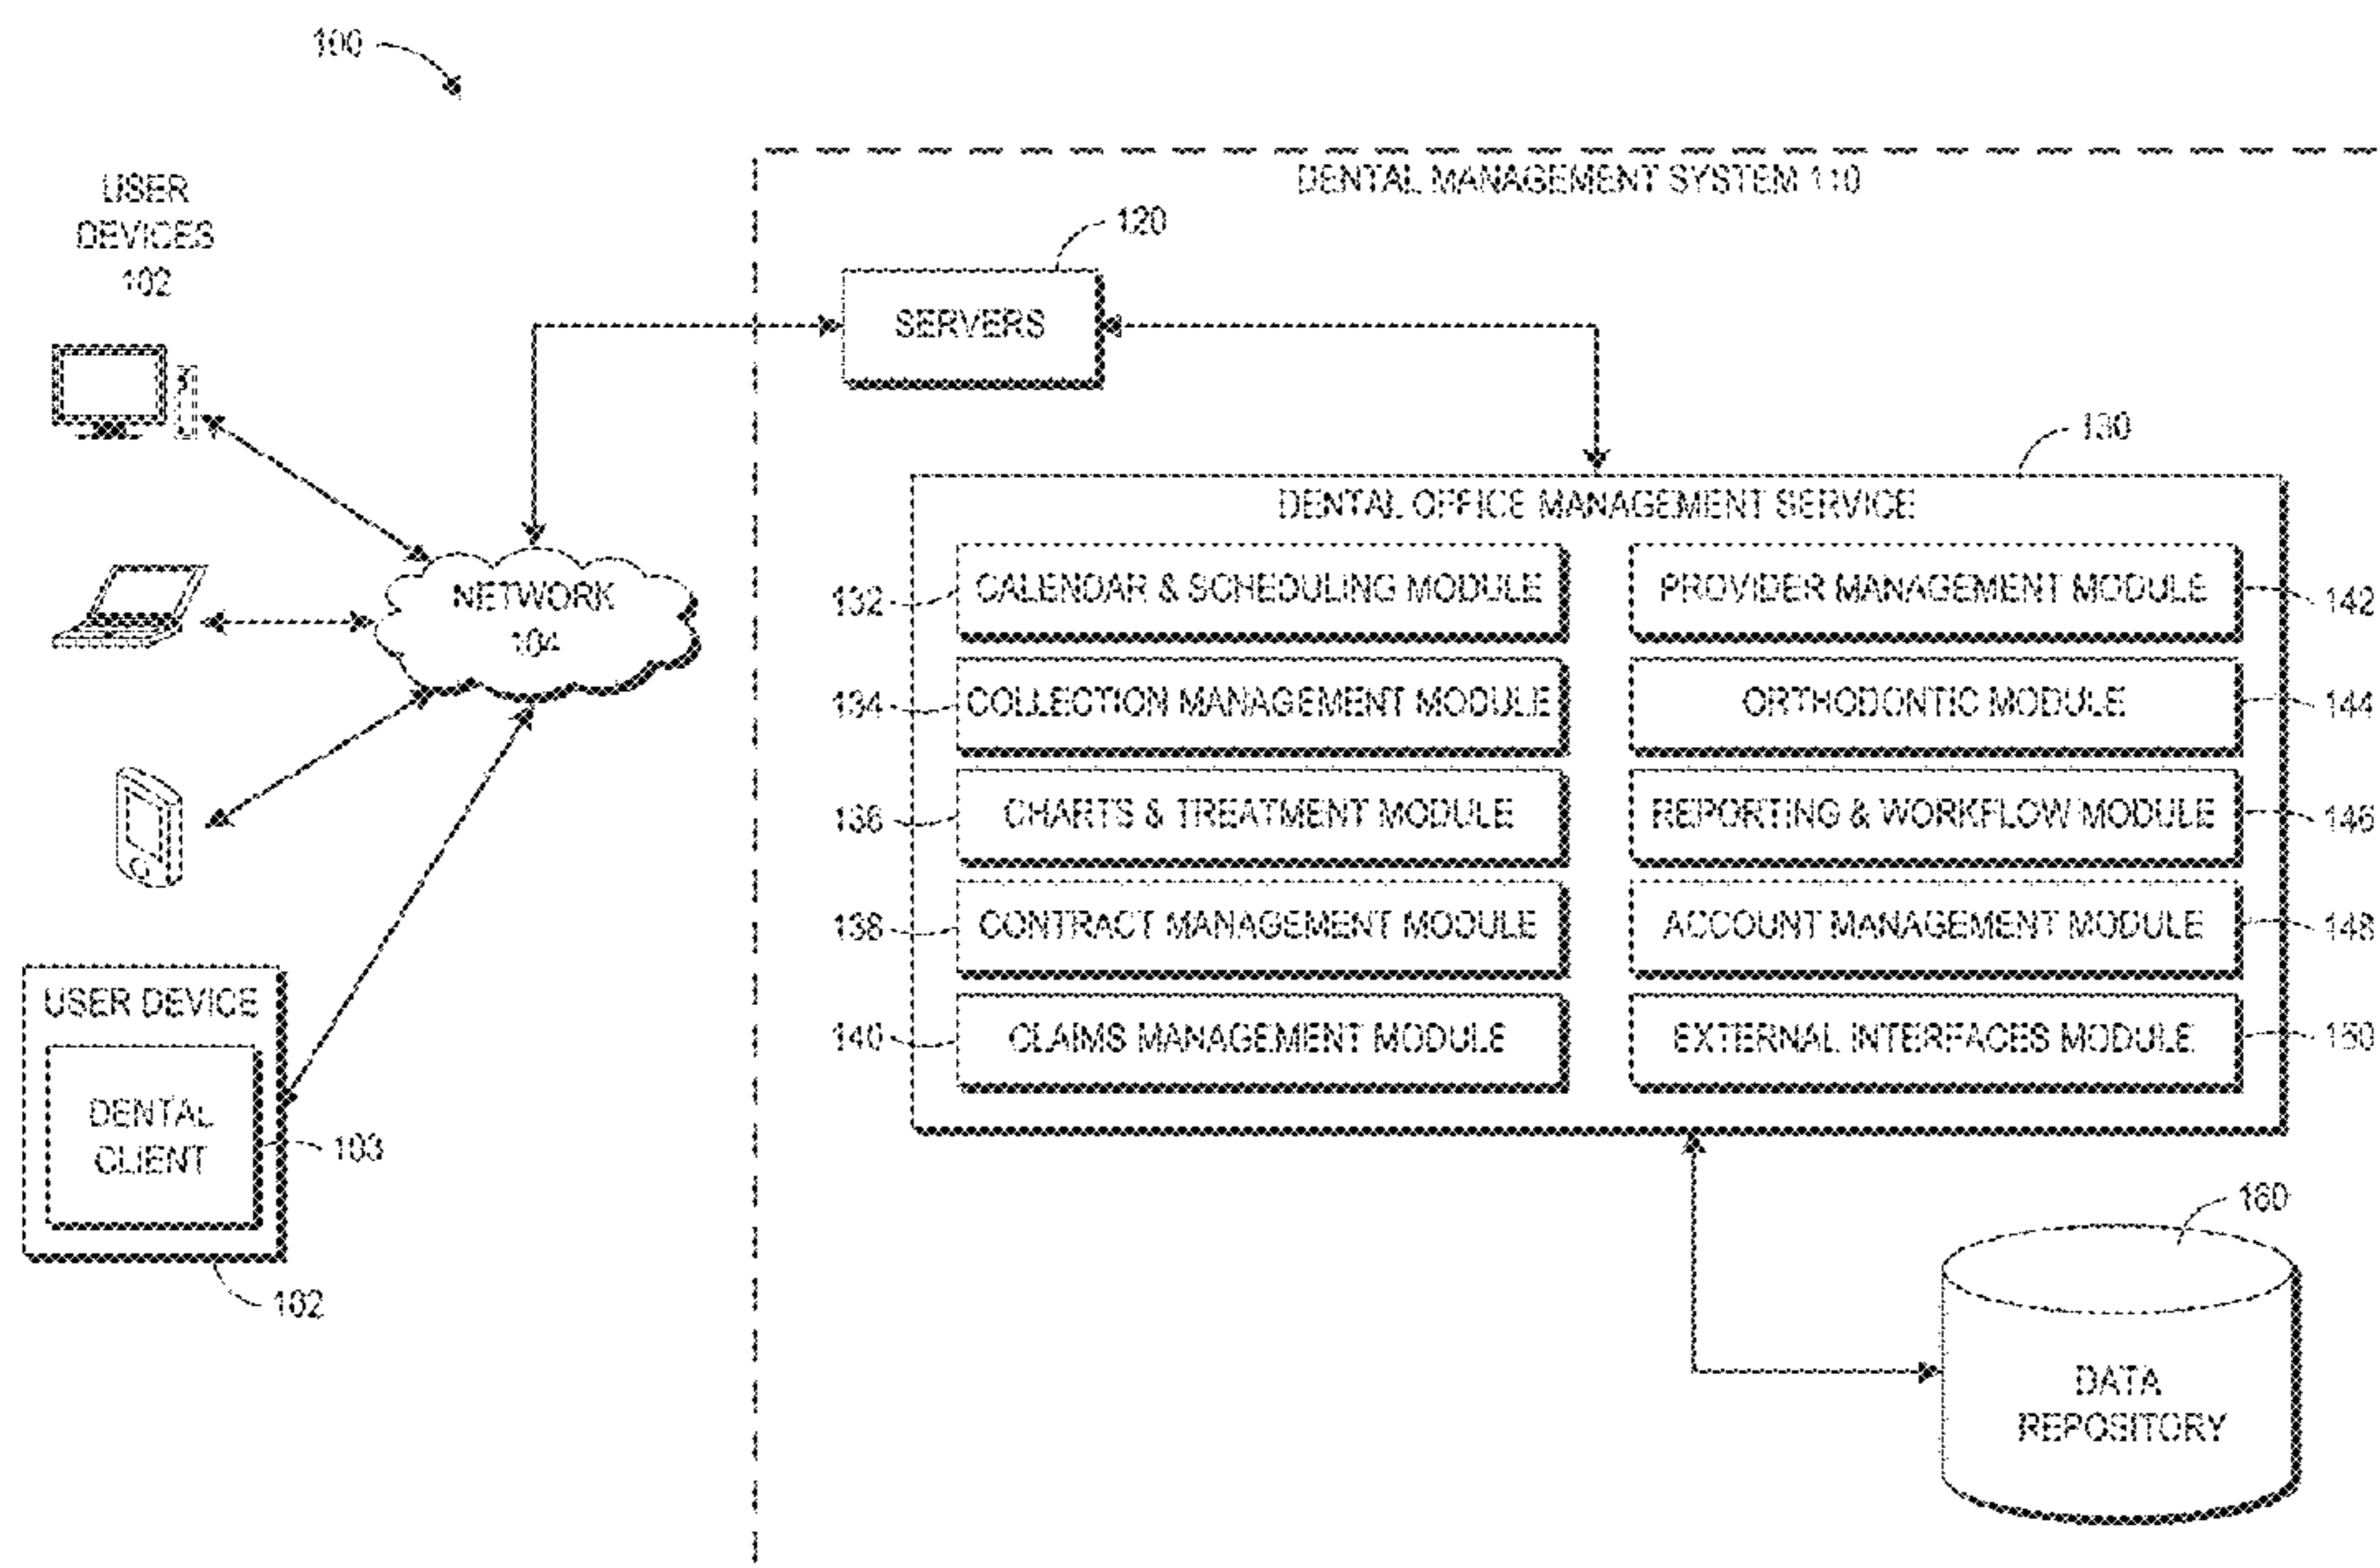 100
USER
DEVICES
102
DENTAL MANAGEMENT SYSTEM 110
120
SERVERS
130
DENTAL OFFICE MANAGEMENT SERVICE
NETWORK
104
132
CALENDAR & SCHEDULING MODULE
PROVIDER MANAGEMENT MODULE
142
134
COLLECTION MANAGEMENT MODULE
ORTHODONTIC MODULE
144
136
CHARTS & TREATMENT MODULE
REPORTING & WORKFLOW MODULE
146
138
CONTRACT MANAGEMENT MODULE
ACCOUNT MANAGEMENT MODULE
148
140
CLAIMS MANAGEMENT MODULE
EXTERNAL INTERFACES MODULE
150
USER DEVICE
DENTAL
CLIENT
103
102
160
DATA
REPOSITORY